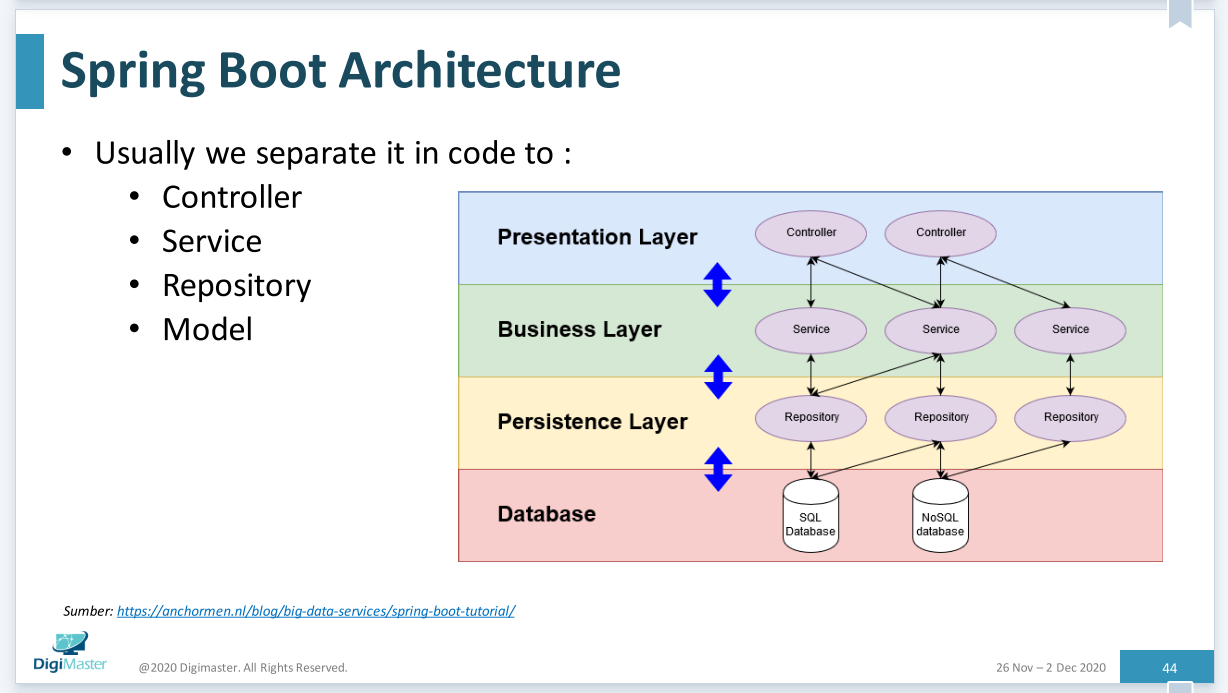 Spring Boot Architecture
• Usually we separate it in code to :
• Controller
• Service
• Repository
• Model
Presentation Layer
Controller Controller
Business Layer
Service Service Service
Persistence Layer
Repository Repository Repository
Database
SQL
Database
NoSQL
database
Sumber: https://anchormen.nl/blog/big-data-services/spring-boot-tutorial/
DigiMaster
@2020 Digimaster. All Rights Reserved.
26 Nov – 2 Dec 2020
44